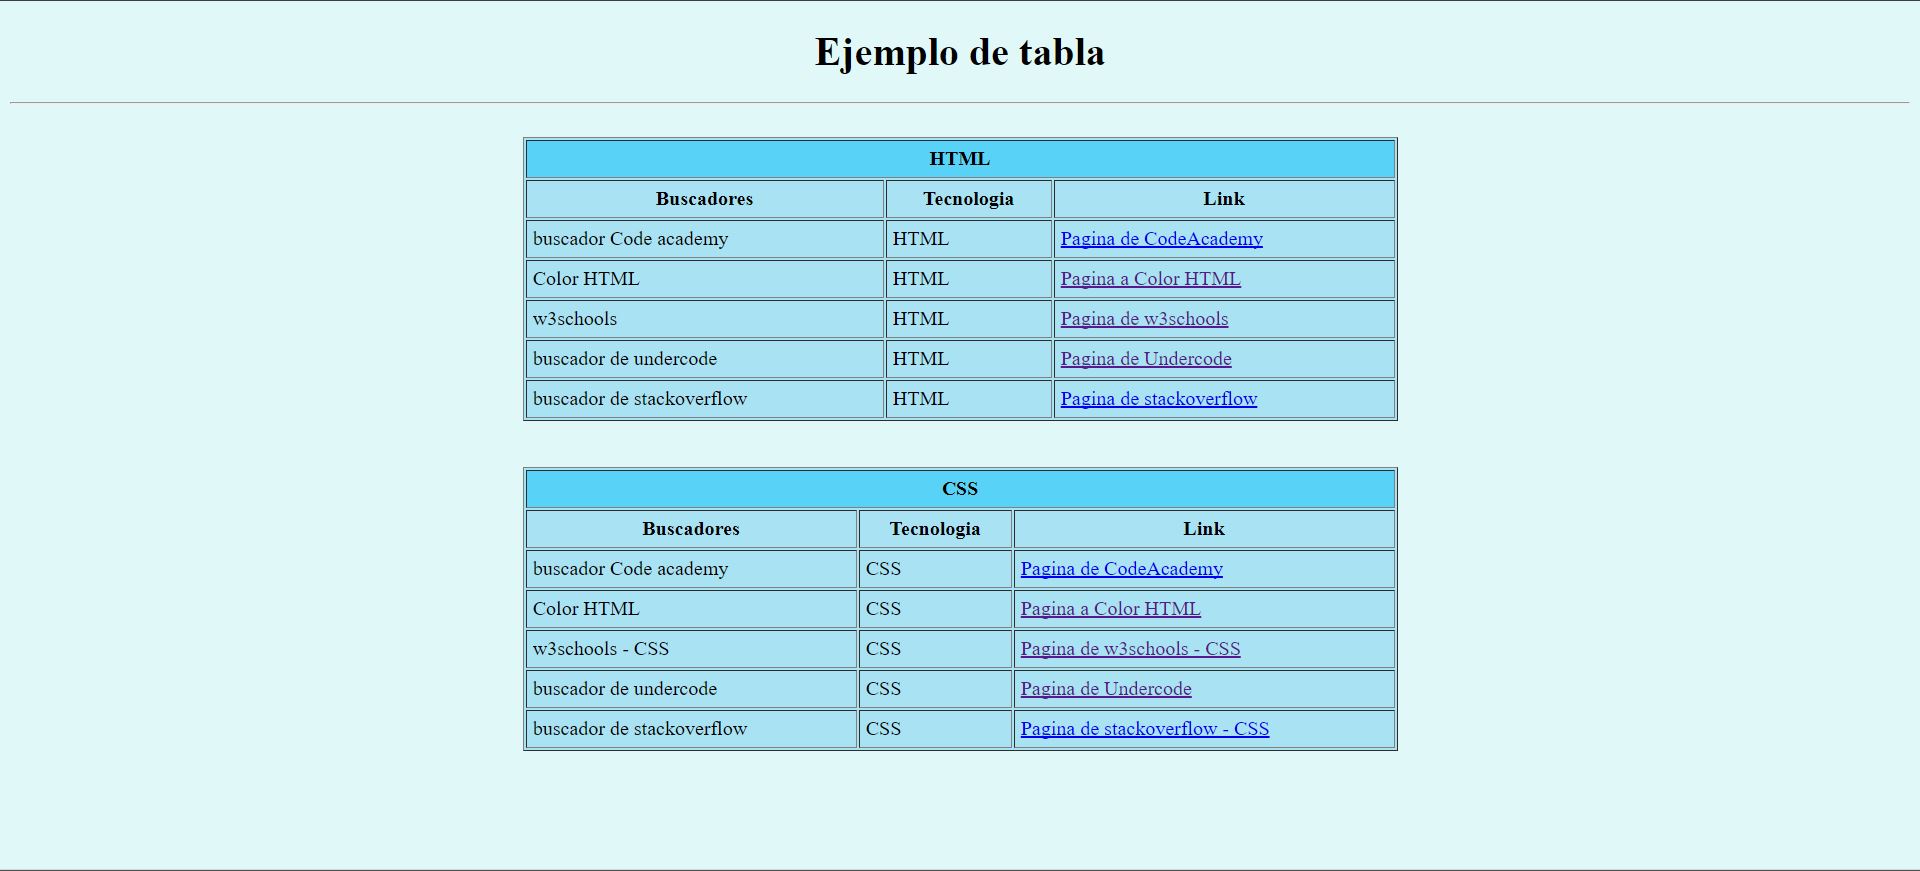 Ejemplo de tabla
HTML
Buscadores Tecnologia Link
buscador Code academy HTML Pagina de CodeAcademy
Color HTML HTML Pagina a Color HTML
w3schools HTML Pagina de w3schools
buscador de undercode HTML Pagina de Undercode
buscador de stackoverflow HTML Pagina de stackoverflow
CSS
Buscadores Tecnologia Link
buscador Code academy CSS Pagina de CodeAcademy
Color HTML CSS Pagina a Color HTML
w3schools - CSS CSS Pagina de w3schools - CSS
buscador de undercode CSS Pagina de Undercode
buscador de stackoverflow CSS Pagina de stackoverflow - CSS